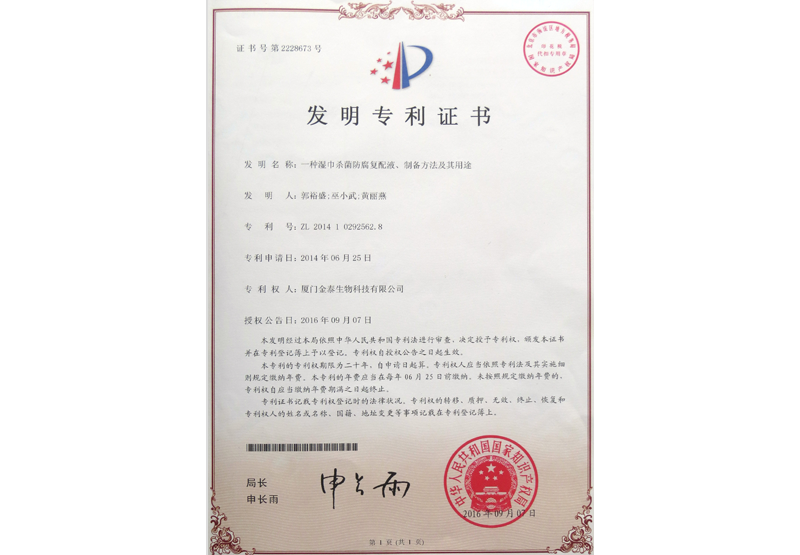 证书号第2228673号
发明专利证书
发明名称：一种湿巾杀菌防腐复配液、制备方法及其用途
发明人：郭裕盛;巫小武;黄丽燕
专利号：ZL 2014 1 0292562.8
专利申请日：2014年06月25日
专利权人：厦门金泰生物科技有限公司
授权公告日：2016年09月07日
本发明经过本局依照中华人民共和国专利法进行审查，决定授予专利权，颁发本证书
并在专利登记簿上予以登记。专利权自授权公告之日起生效。
本专利的专利权期限为二十年，自申请日起算。专利权人应当依照专利法及其实施细
则规定缴纳年费。本专利的年费应当在每年06月25日前缴纳。未按照规定缴纳年费的，
专利权自应当缴纳年费期满之日起终止。
专利证书记载专利权登记时的法律状况。专利权的转移、质押、无效、终止、恢复和
专利权人的姓名或名称、国籍、地址变更等事项记载在专利登记簿上。
局长
申长雨
申长雨
中华人民共和国国家知识产权局
2016年09月07日
第1页(共1页)